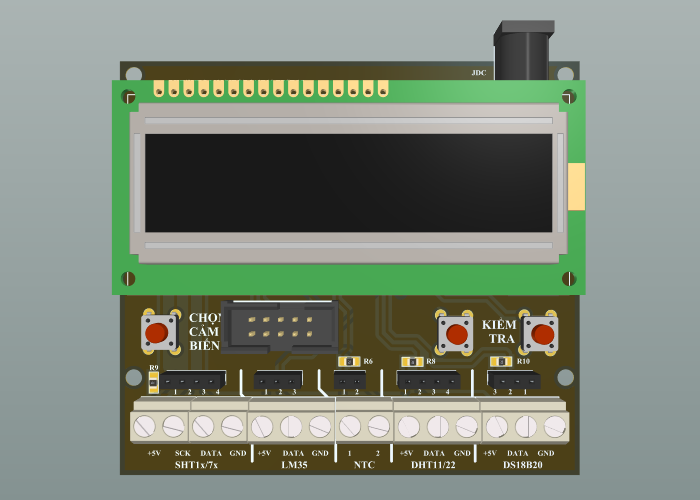 JDC
CHỌN
CẢM
BIẾN
KIỂM
TRA
R9
R6
R8
R10
1 2 3 4
1 2 3
1 2
1 2 3 4
3 2 1
+5V SCK DATA GND
+5V DATA GND
1 2
+5V DATA GND
+5V DATA GND
SHT1x/7x
LM35
NTC
DHT11/22
DS18B20